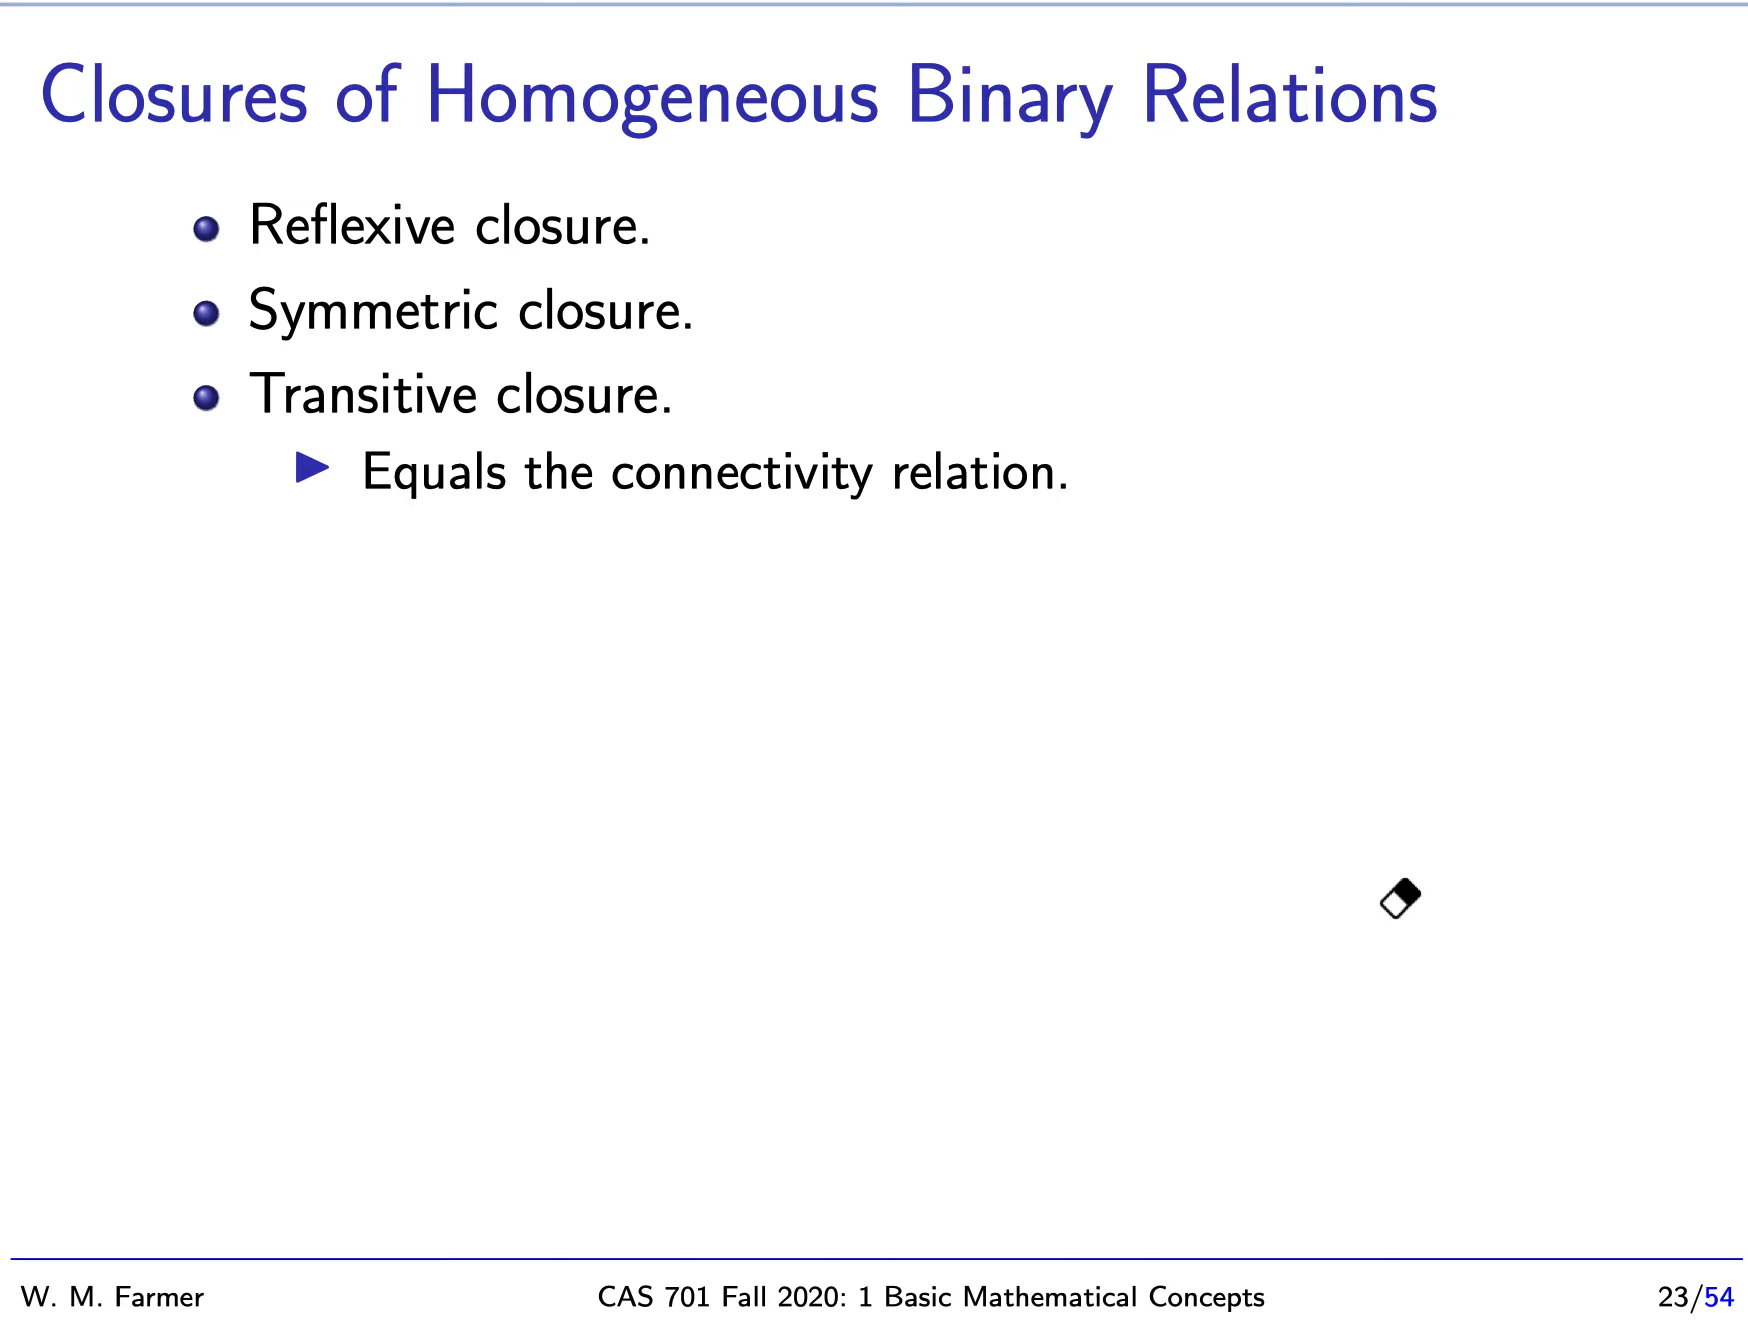 Closures of Homogeneous Binary Relations
Reflexive closure.
Symmetric closure.
Transitive closure.
Equals the connectivity relation.
W. M. Farmer
CAS 701 Fall 2020: 1 Basic Mathematical Concepts
23/54